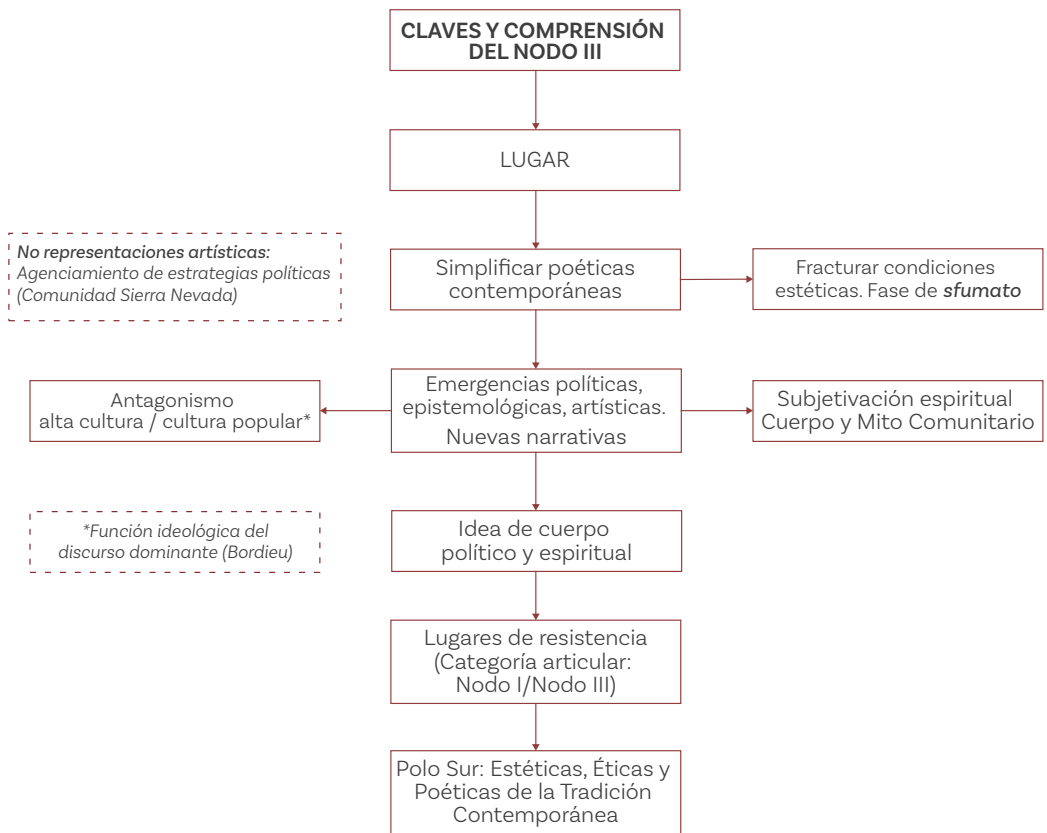 CLAVES Y COMPRENSIÓN
DEL NODO III
LUGAR
No representaciones artísticas:
Agenciamiento de estrategias políticas
(Comunidad Sierra Nevada)
Simplificar poéticas
contemporáneas
Fracturar condiciones
estéticas. Fase de sfumato
Antagonismo
alta cultura / cultura popular*
Emergencias políticas,
epistemológicas, artísticas.
Nuevas narrativas
Subjetivación espiritual
Cuerpo y Mito Comunitario
*Función ideológica del
discurso dominante (Bordieu)
Idea de cuerpo
político y espiritual
Lugares de resistencia
(Categoría articular:
Nodo I/Nodo III)
Polo Sur: Estéticas, Éticas y
Poéticas de la Tradición
Contemporánea